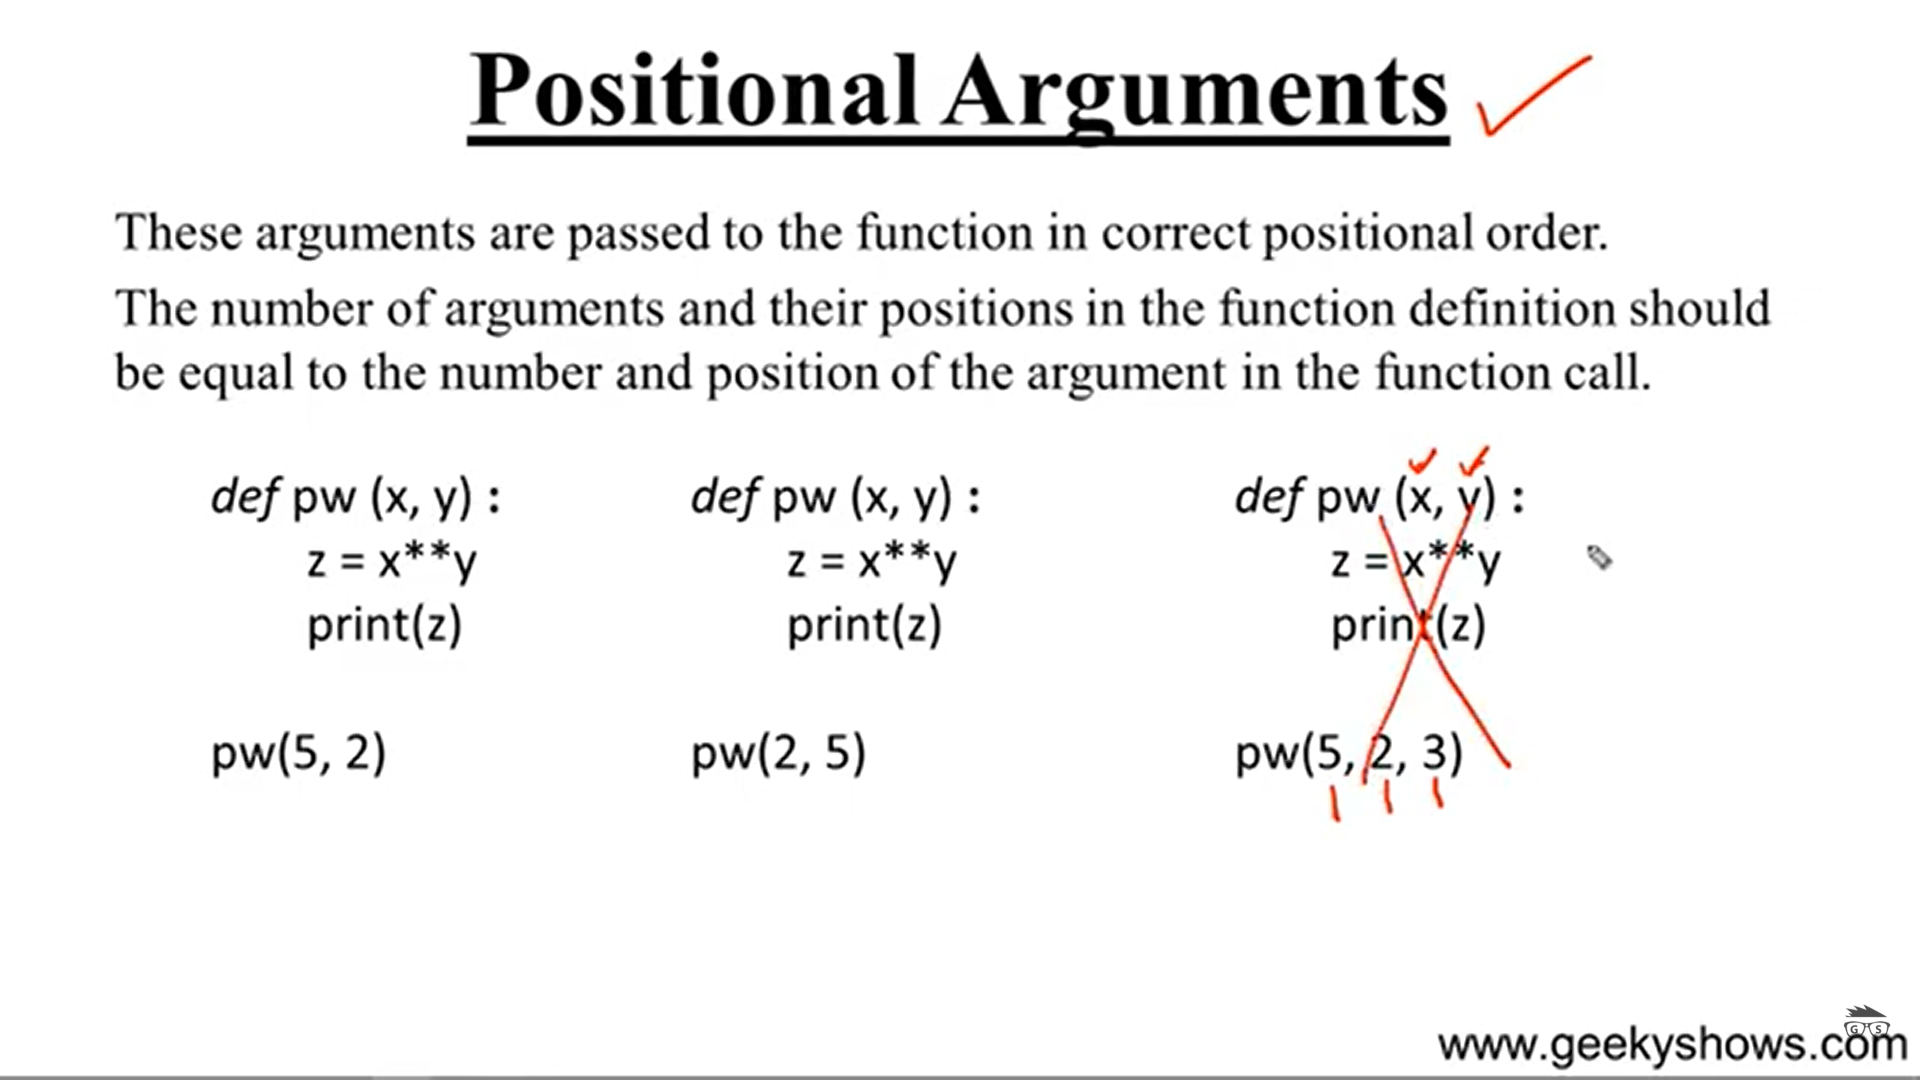 Positional Arguments
These arguments are passed to the function in correct positional order.
The number of arguments and their positions in the function definition should
be equal to the number and position of the argument in the function call.
def pw (x, y) :
z = x**y
print(z)
pw(5, 2)
def pw (x, y) :
z = x**y
print(z)
pw(2, 5)
def pw (x, y) :
z = x**y
print(z)
pw(5, 2, 3)
G S
www.geekyshows.com